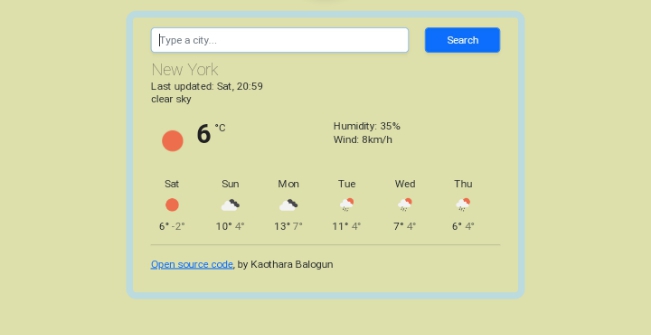 Type a city... Search
New York
Last updated: Sat, 20:59
clear sky
6 °C
Humidity: 35%
Wind: 8km/h
Sat Sun Mon Tue Wed Thu
6° -2° 10° 4° 13° 7° 11° 4° 7° 4° 6° 4°
Open source code, by Kaothara Balogun